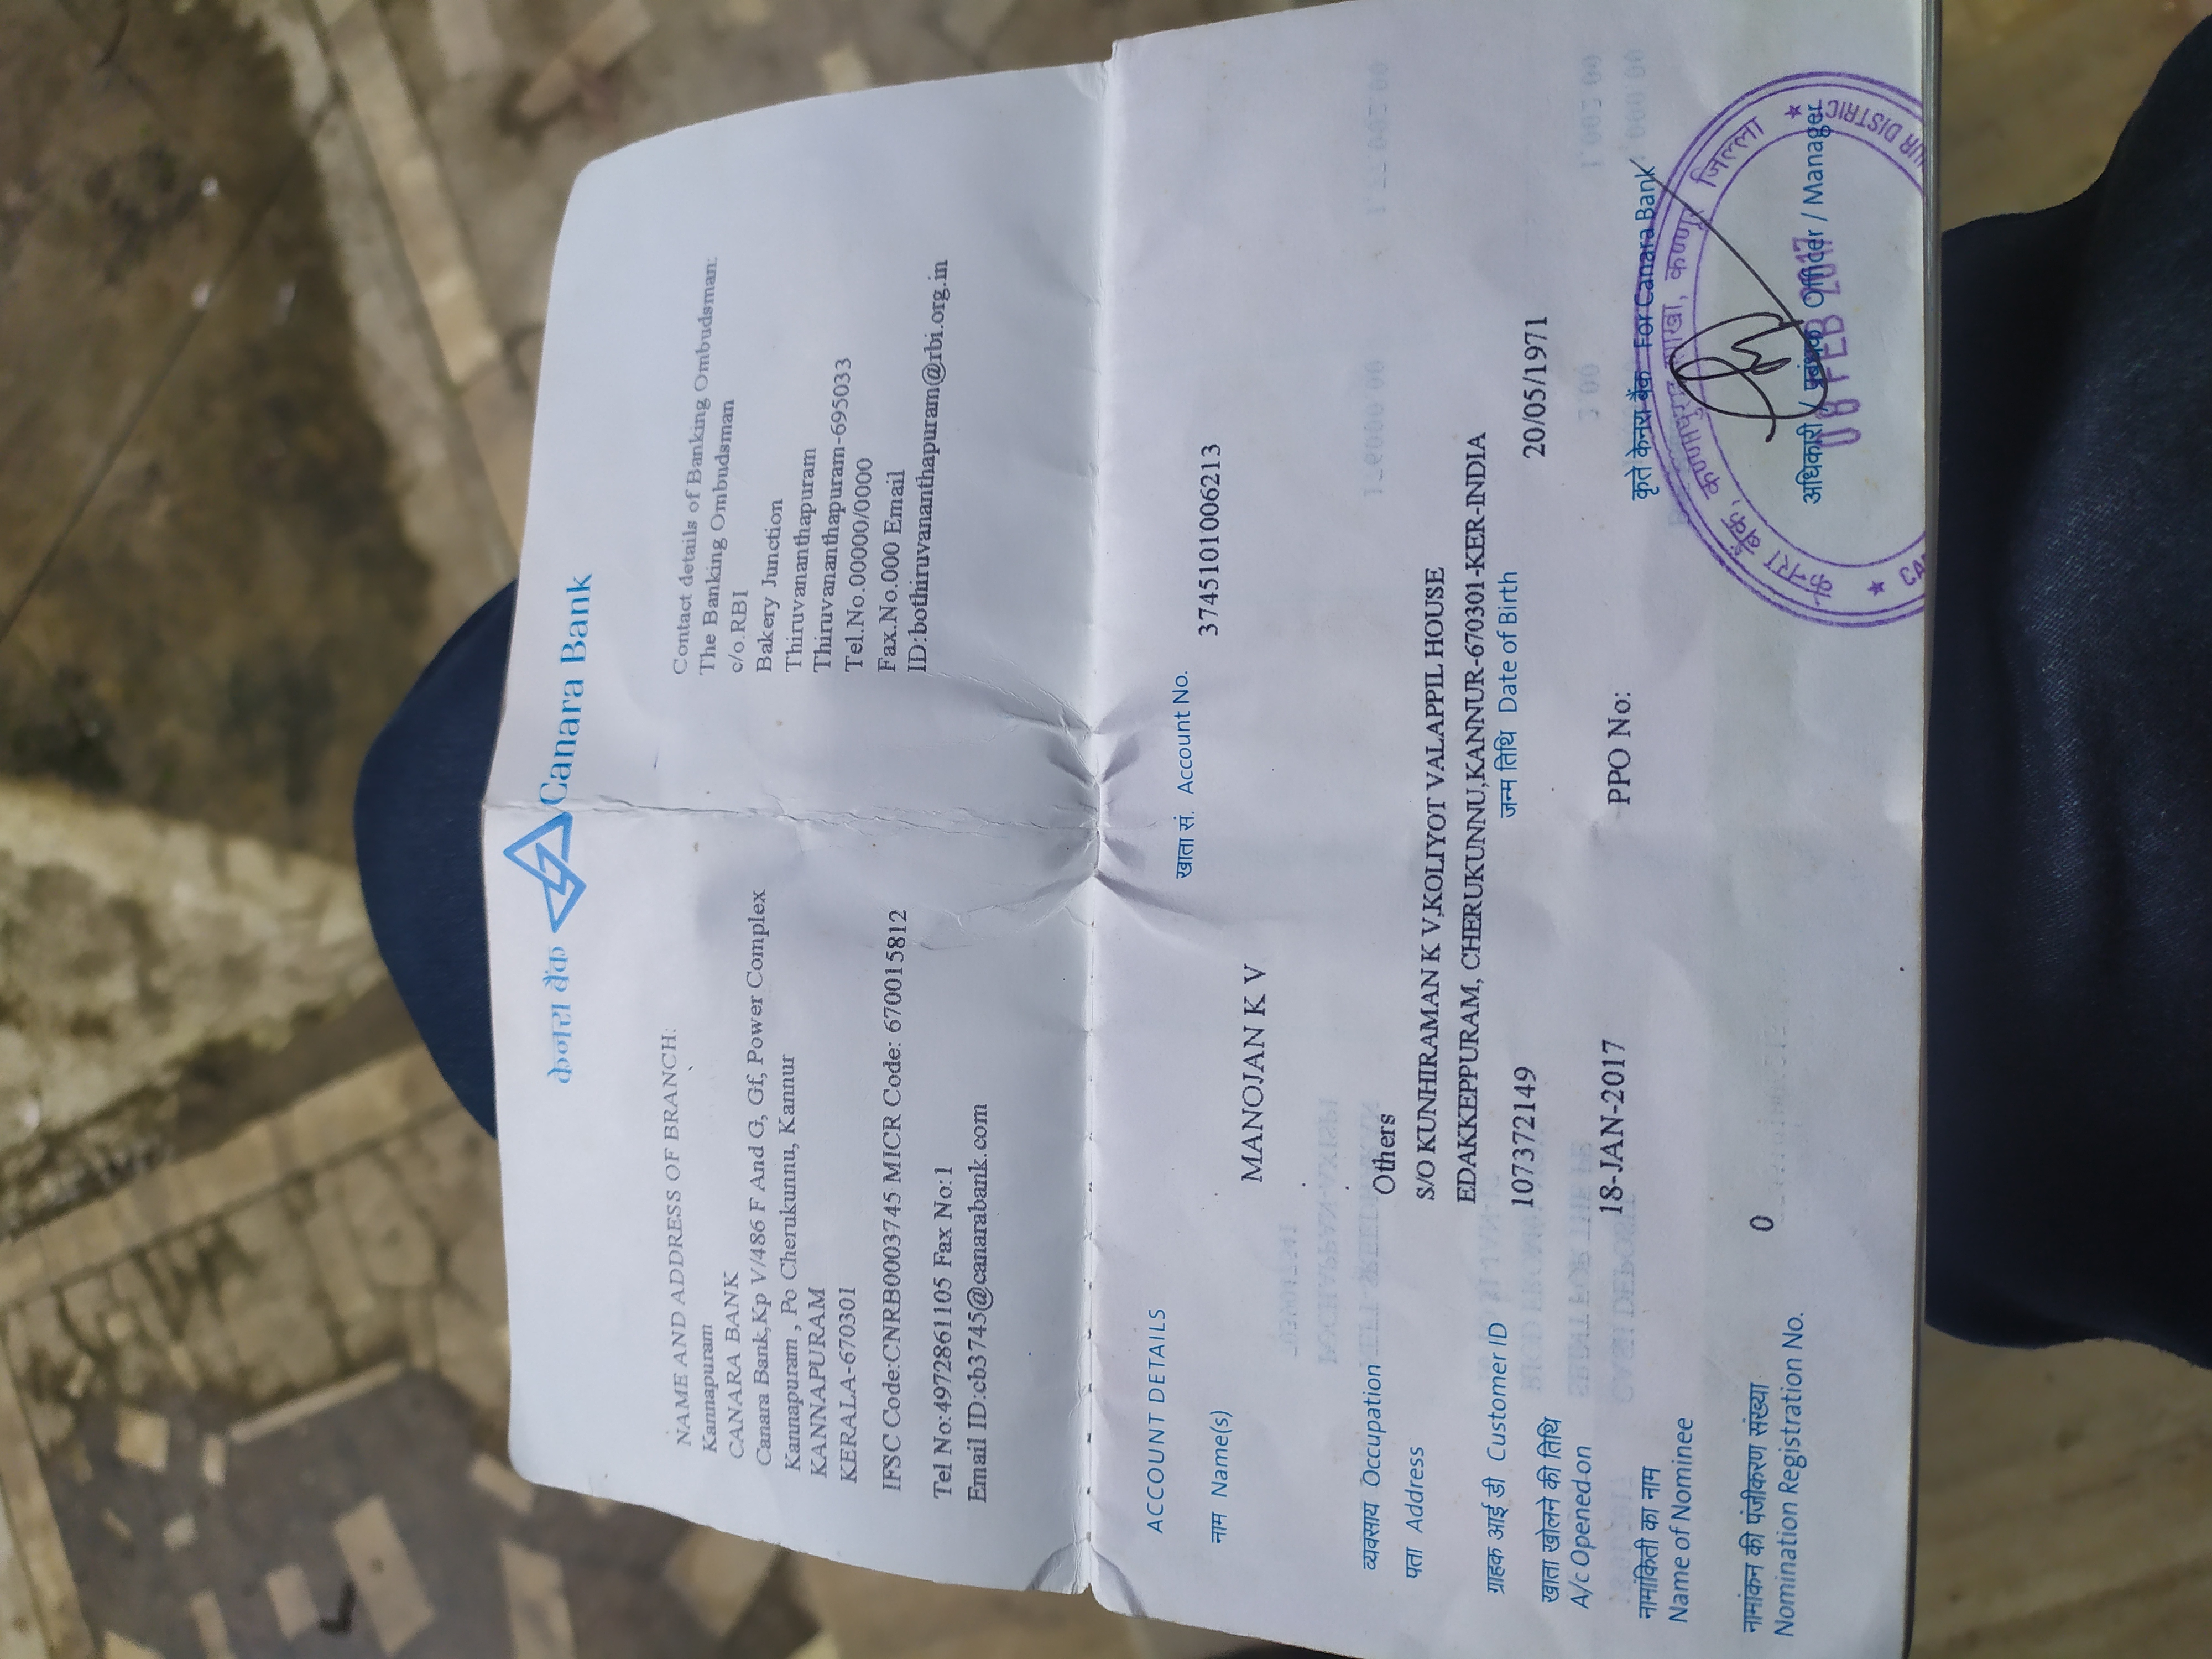 केनरा बैंक Canara Bank
NAME AND ADDRESS OF BRANCH:
Kannapuram
CANARA BANK
Canara Bank,Kp V/486 F And G, Gf, Power Complex
Kannapuram , Po Cherukunnu, Kannur
KANNAPURAM
KERALA-670301
IFSC Code:CNRB0003745 MICR Code: 670015812
Tel No:4972861105 Fax No:1
Email ID:cb3745@canarabank.com
Contact details of Banking Ombudsman:
The Banking Ombudsman
c/o.RBI
Bakery Junction
Thiruvananthapuram
Thiruvananthapuram-695033
Tel.No.00000/0000
Fax.No.000 Email
ID:bothiruvananthapuram@rbi.org.in
ACCOUNT DETAILS
खाता सं. Account No.
3745101006213
नाम Name(s)
MANOJAN K V
व्यवसाय Occupation
Others
पता Address
S/O KUNHIRAMAN K V,KOLIYOT VALAPPIL HOUSE
EDAKKEPPURAM, CHERUKUNNU,KANNUR-670301-KER-INDIA
ग्राहक आई डी Customer ID
107372149
जन्म तिथि Date of Birth
20/05/1971
खाता खोलने की तिथि
A/c Opened on
18-JAN-2017
PPO No:
नामांकिती का नाम
Name of Nominee
नामांकन की पंजीकरण संख्या
Nomination Registration No.
0
कृते केनरा बैंक For Canara Bank
केनरा बैंक, कण्णापुरम शाखा, कण्णूर जिल्ला
अधिकारी / प्रबंधक Officer / Manager
08 FEB 2017
DISTRICT